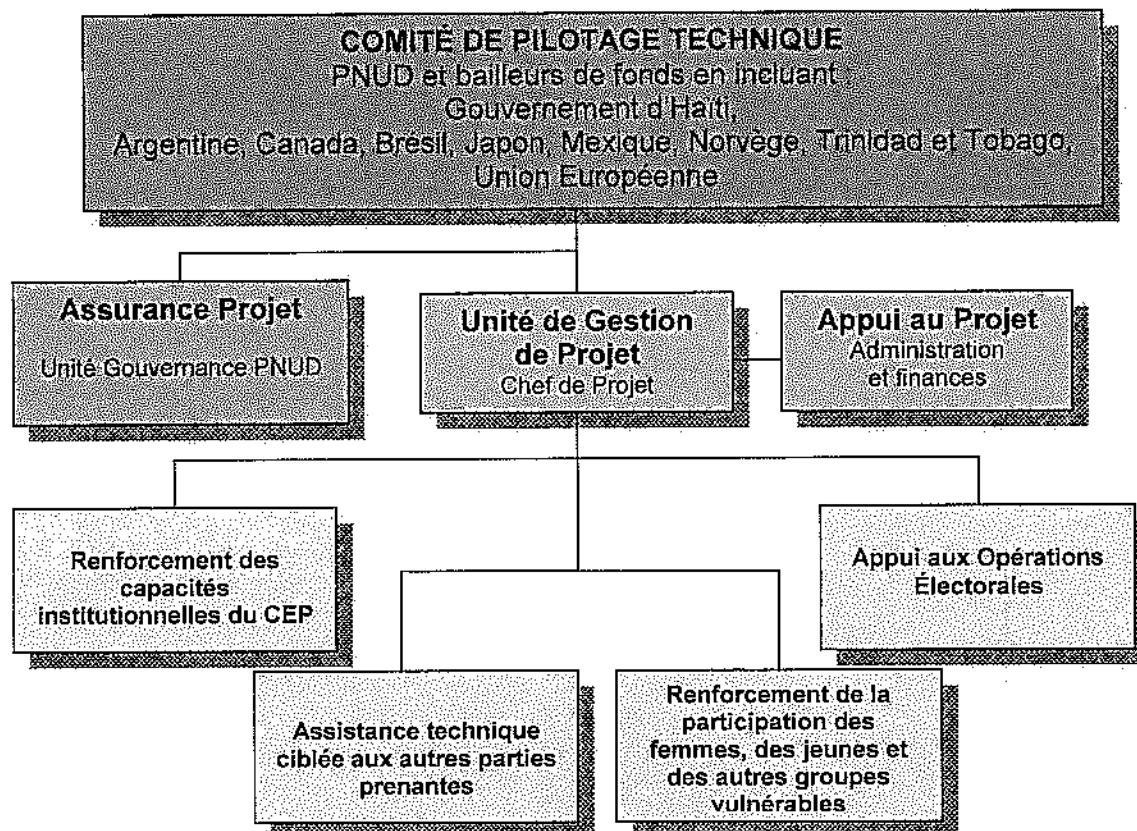 COMITÉ DE PILOTAGE TECHNIQUE
PNUD et bailleurs de fonds en incluant :
Gouvernement d'Haïti,
Argentine, Canada, Brésil, Japon, Mexique, Norvège, Trinidad et Tobago,
Union Européenne
Assurance Projet
Unité Gouvernance PNUD
Unité de Gestion
de Projet
Chef de Projet
Appui au Projet
Administration
et finances
Renforcement des
capacités
institutionnelles du CEP
Assistance technique
ciblée aux autres parties
prenantes
Renforcement de la
participation des
femmes, des jeunes et
des autres groupes
vulnérables
Appui aux Opérations
Électorales